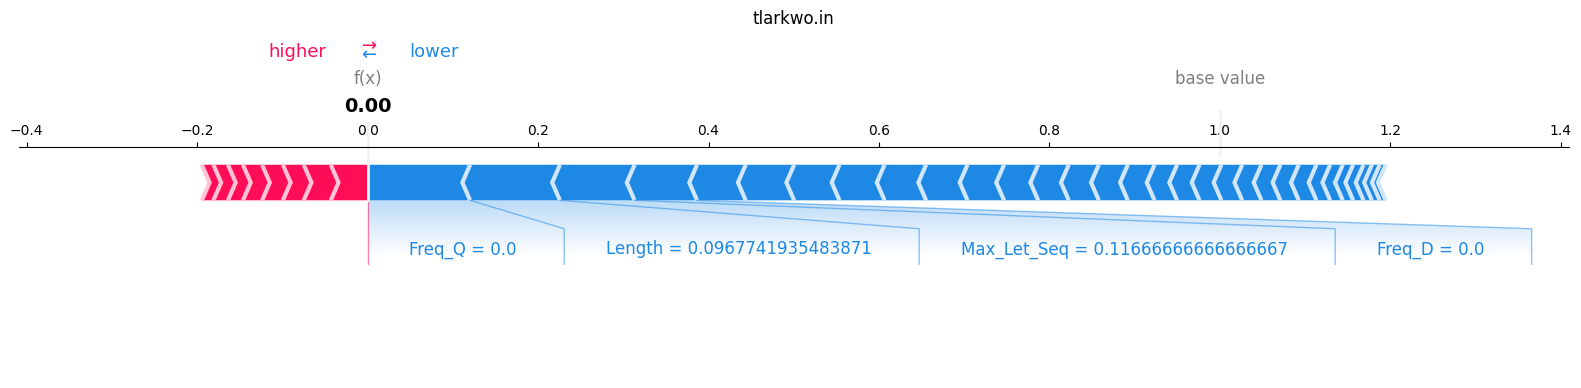 tlarkwo.in
higher ⇄ lower
f(x) base value
0.00
−0.4 −0.2 0.0 0.2 0.4 0.6 0.8 1.0 1.2 1.4
Freq_Q = 0.0 Length = 0.0967741935483871 Max_Let_Seq = 0.11666666666666667 Freq_D = 0.0